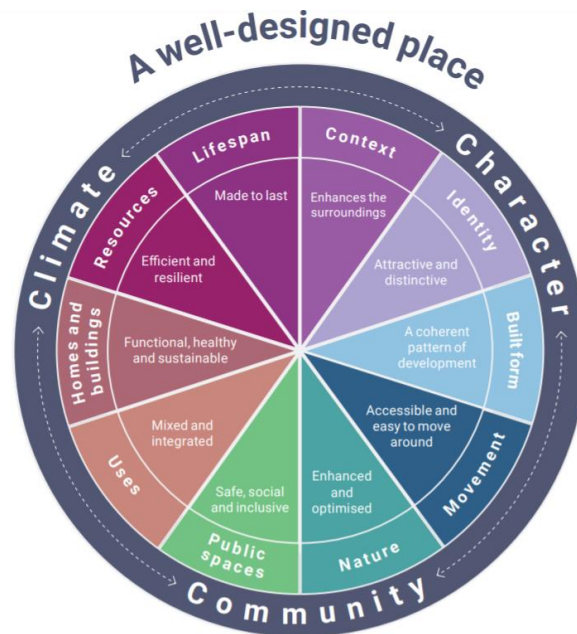 A well-designed place
Climate
Character
Community
Context
Enhances the
surroundings
Identity
Attractive and
distinctive
Built form
A coherent
pattern of
development
Movement
Accessible and
easy to move
around
Nature
Enhanced
and
optimised
Public
spaces
Safe, social
and inclusive
Uses
Mixed and
integrated
Homes and
buildings
Functional, healthy
and sustainable
Resources
Efficient and
resilient
Lifespan
Made to last